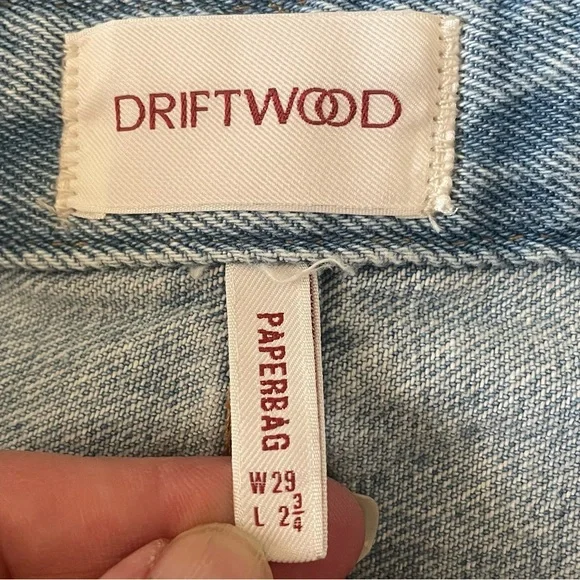 DRIFTWOOD
PAPERBAG
W29
L 2¾